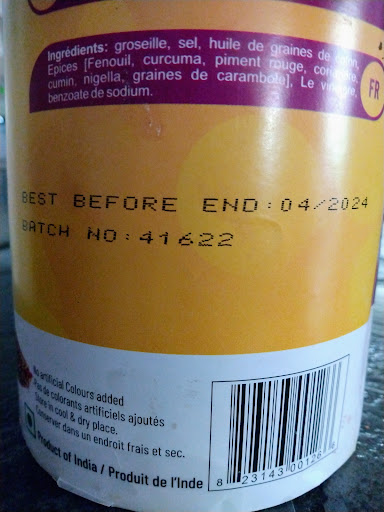 Ingrédients: groseille, sel, huile de graines de
Epices [Fenouil, curcuma, piment rouge,
cumin, nigella, graines de carambole], Le vinaigre,
benzoate de sodium.
FR
BEST BEFORE END:04/2024
BATCH NO:41622
No artificial Colours added
Pas de colorants artificiels ajoutés
Store in cool & dry place.
Conserver dans un endroit frais et sec.
Product of India / Produit de l'Inde